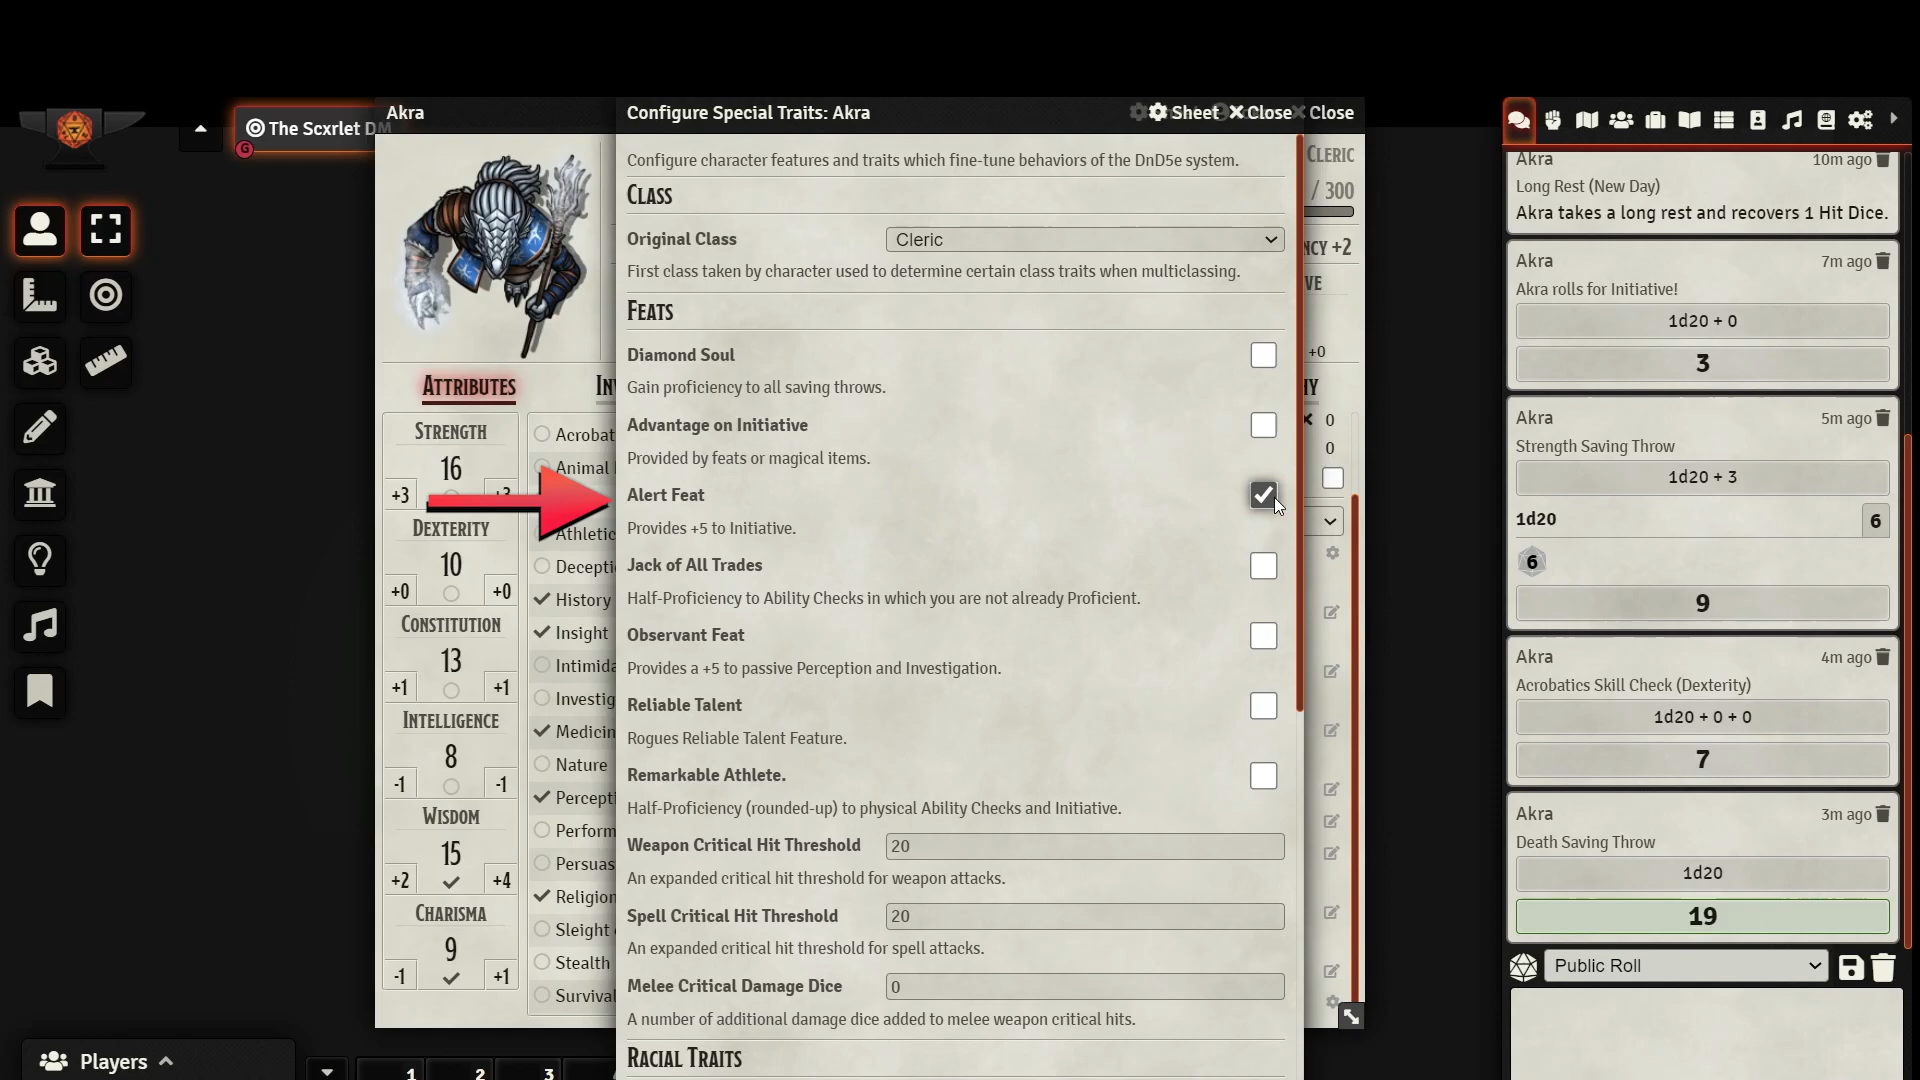 The Scxrlet DM
G
Players
1
2
3
Akra
ATTRIBUTES
STRENGTH
16
+3
+3
DEXTERITY
10
+0
+0
CONSTITUTION
13
+1
+1
INTELLIGENCE
8
-1
-1
WISDOM
15
+2
+4
CHARISMA
9
-1
+1
Acrobat
Animal
Athletic
Decepti
History
Insight
Intimida
Investig
Medicin
Nature
Percepti
Perform
Persuas
Religion
Sleight
Stealth
Survival
Configure Special Traits: Akra
Sheet
Close
Close
Configure character features and traits which fine-tune behaviors of the DnD5e system.
CLASS
Original Class
Cleric
First class taken by character used to determine certain class traits when multiclassing.
FEATS
Diamond Soul
Gain proficiency to all saving throws.
Advantage on Initiative
Provided by feats or magical items.
Alert Feat
Provides +5 to Initiative.
Jack of All Trades
Half-Proficiency to Ability Checks in which you are not already Proficient.
Observant Feat
Provides a +5 to passive Perception and Investigation.
Reliable Talent
Rogues Reliable Talent Feature.
Remarkable Athlete.
Half-Proficiency (rounded-up) to physical Ability Checks and Initiative.
Weapon Critical Hit Threshold
20
An expanded critical hit threshold for weapon attacks.
Spell Critical Hit Threshold
20
An expanded critical hit threshold for spell attacks.
Melee Critical Damage Dice
0
A number of additional damage dice added to melee weapon critical hits.
RACIAL TRAITS
CLERIC
/ 300
NCY +2
VE
+0
HY
0
0
Akra
10m ago
Long Rest (New Day)
Akra takes a long rest and recovers 1 Hit Dice.
Akra
7m ago
Akra rolls for Initiative!
1d20 + 0
3
Akra
5m ago
Strength Saving Throw
1d20 + 3
1d20
6
6
9
Akra
4m ago
Acrobatics Skill Check (Dexterity)
1d20 + 0 + 0
7
Akra
3m ago
Death Saving Throw
1d20
19
Public Roll